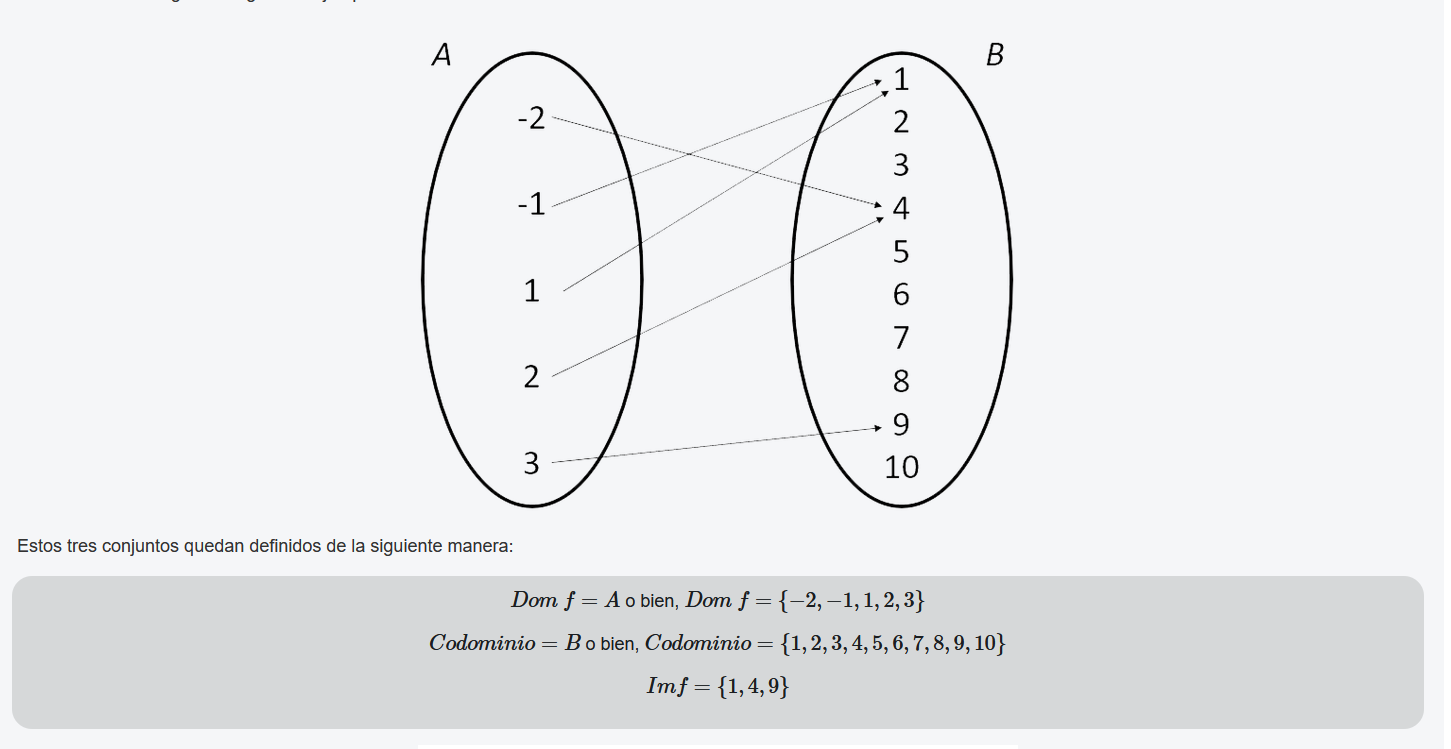 A
B
-2
-1
1
2
3
1
2
3
4
5
6
7
8
9
10
Estos tres conjuntos quedan definidos de la siguiente manera:
Dom f = A o bien, Dom f = {−2, −1, 1, 2, 3}
Codominio = B o bien, Codominio = {1, 2, 3, 4, 5, 6, 7, 8, 9, 10}
Imf = {1, 4, 9}